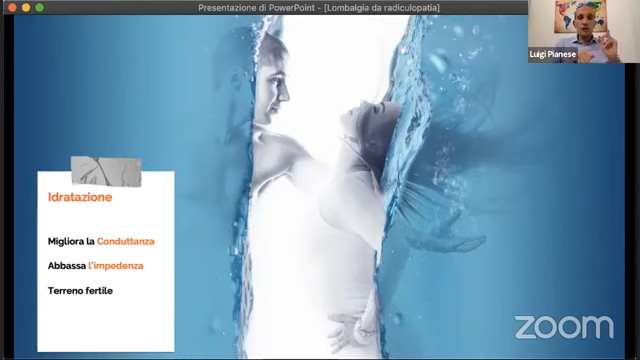 Presentazione di PowerPoint - [Lombalgia da radiculopatia]
Luigi Pianese
Idratazione
Migliora la Conduttanza
Abbassa l'impedenza
Terreno fertile
zoom